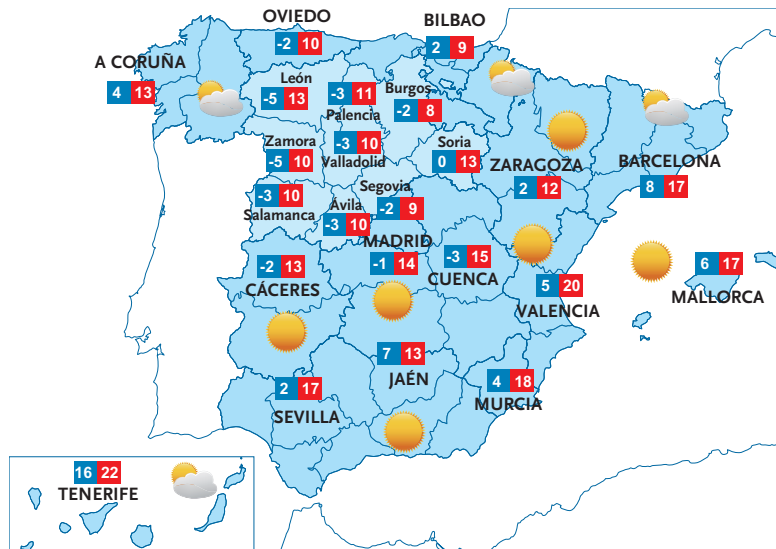 OVIEDO
-2 10
BILBAO
2 9
A CORUÑA
4 13
León
-5 13
-3 11
Palencia
Burgos
-2 8
Zamora
-5 10
-3 10
Valladolid
Soria
0 13
ZARAGOZA
2 12
BARCELONA
8 17
-3 10
Salamanca
Ávila
-3 10
Segovia
-2 9
MADRID
-1 14
-3 15
CUENCA
-2 13
CÁCERES
5 20
VALENCIA
6 17
MALLORCA
7 13
JAÉN
4 18
MURCIA
2 17
SEVILLA
16 22
TENERIFE